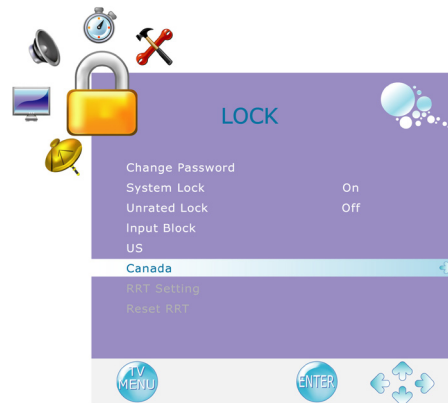 LOCK
Change Password
System Lock On
Unrated Lock Off
Input Block
US
Canada
RRT Setting
Reset RRT
TV
MENU
ENTER